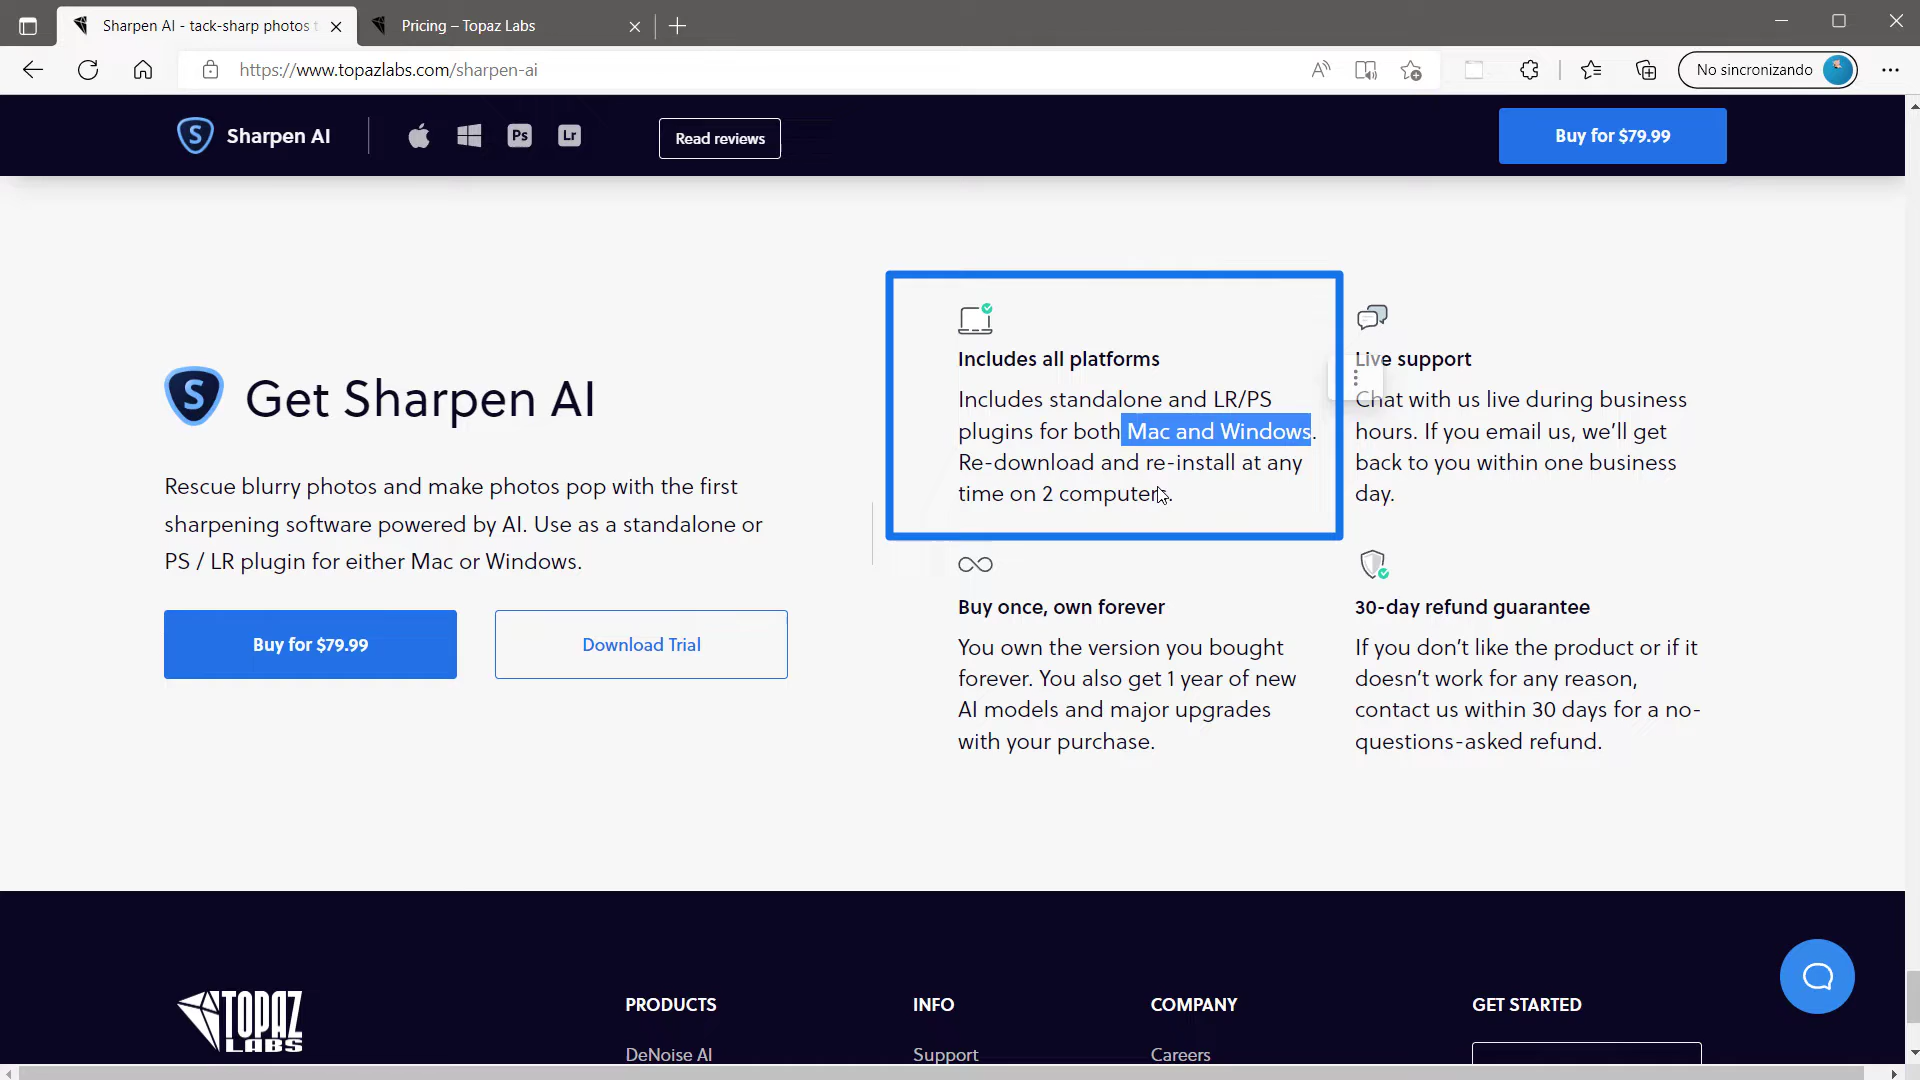 Sharpen AI - tack-sharp photos t
Pricing – Topaz Labs
https://www.topazlabs.com/sharpen-ai
No sincronizando
Sharpen AI
Ps
Lr
Read reviews
Buy for $79.99
Get Sharpen AI
Rescue blurry photos and make photos pop with the first
sharpening software powered by AI. Use as a standalone or
PS / LR plugin for either Mac or Windows.
Buy for $79.99
Download Trial
Includes all platforms
Includes standalone and LR/PS
plugins for both Mac and Windows.
Re-download and re-install at any
time on 2 computers.
Live support
Chat with us live during business
hours. If you email us, we’ll get
back to you within one business
day.
Buy once, own forever
You own the version you bought
forever. You also get 1 year of new
AI models and major upgrades
with your purchase.
30-day refund guarantee
If you don’t like the product or if it
doesn’t work for any reason,
contact us within 30 days for a no-
questions-asked refund.
TOPAZ
LABS
PRODUCTS
DeNoise AI
INFO
Support
COMPANY
Careers
GET STARTED